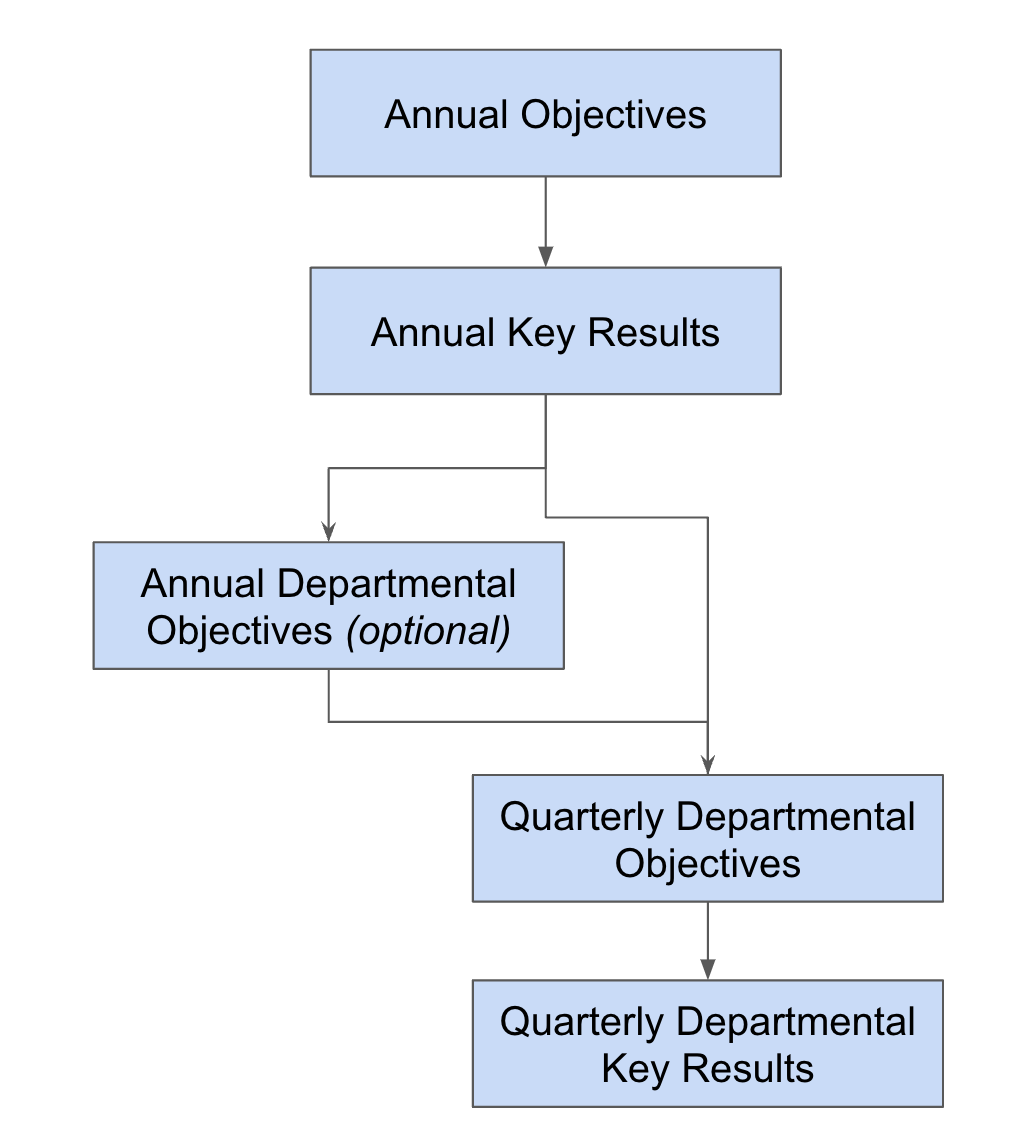 Annual Objectives
Annual Key Results
Annual Departmental
Objectives (optional)
Quarterly Departmental
Objectives
Quarterly Departmental
Key Results